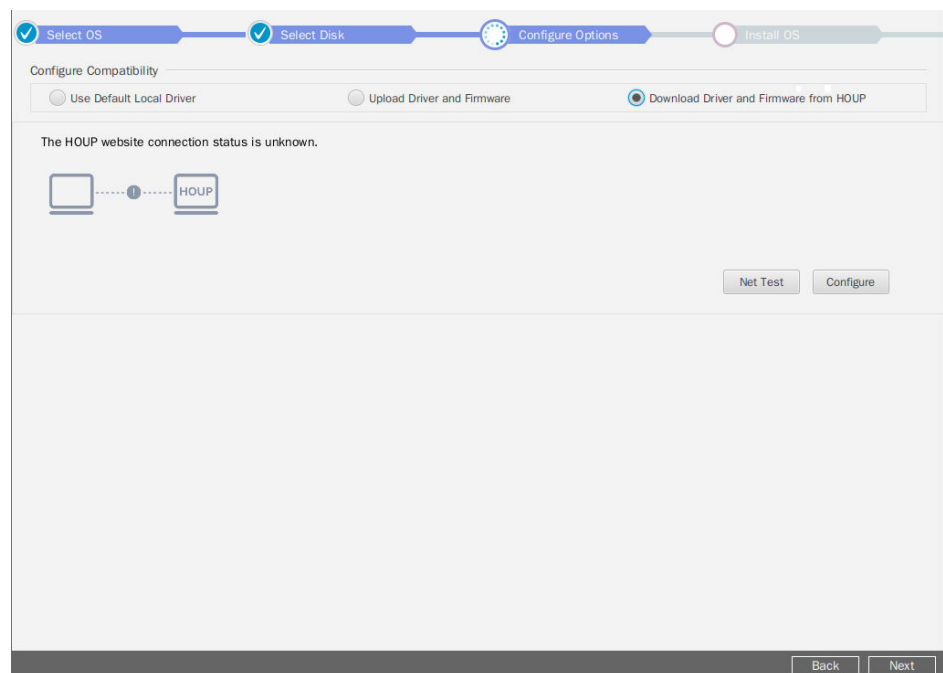 Select OS
Select Disk
Configure Options
Install OS
Configure Compatibility
Use Default Local Driver
Upload Driver and Firmware
Download Driver and Firmware from HOUP
The HOUP website connection status is unknown.
!
HOUP
Net Test
Configure
Back
Next